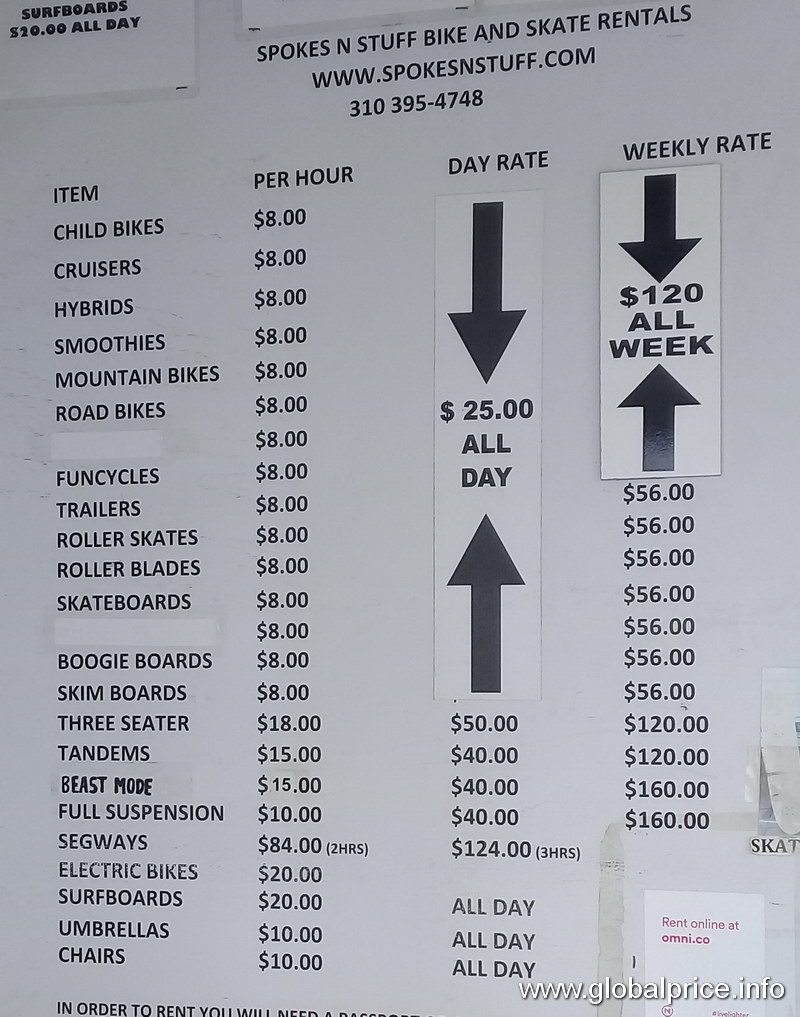 SURFBOARDS
$20.00 ALL DAY
SPOKES N STUFF BIKE AND SKATE RENTALS
WWW.SPOKESNSTUFF.COM
310 395-4748
ITEM PER HOUR DAY RATE WEEKLY RATE
CHILD BIKES $8.00
CRUISERS $8.00
HYBRIDS $8.00
SMOOTHIES $8.00
MOUNTAIN BIKES $8.00
ROAD BIKES $8.00
$8.00
FUNCYCLES $8.00
$ 25.00
ALL
DAY
$120
ALL
WEEK
TRAILERS $8.00 $56.00
ROLLER SKATES $8.00 $56.00
ROLLER BLADES $8.00 $56.00
SKATEBOARDS $8.00 $56.00
$8.00 $56.00
BOOGIE BOARDS $8.00 $56.00
SKIM BOARDS $8.00 $56.00
THREE SEATER $18.00 $50.00 $120.00
TANDEMS $15.00 $40.00 $120.00
BEAST MODE $15.00 $40.00 $160.00
FULL SUSPENSION $10.00 $40.00 $160.00
SEGWAYS $84.00 (2HRS) $124.00 (3HRS)
ELECTRIC BIKES $20.00
SURFBOARDS $20.00 ALL DAY
UMBRELLAS $10.00 ALL DAY
CHAIRS $10.00 ALL DAY
IN ORDER TO RENT YOU WILL NEED A PASSPORT
SKAT
Rent online at
omni.co
#livelighter
www.globalprice.info